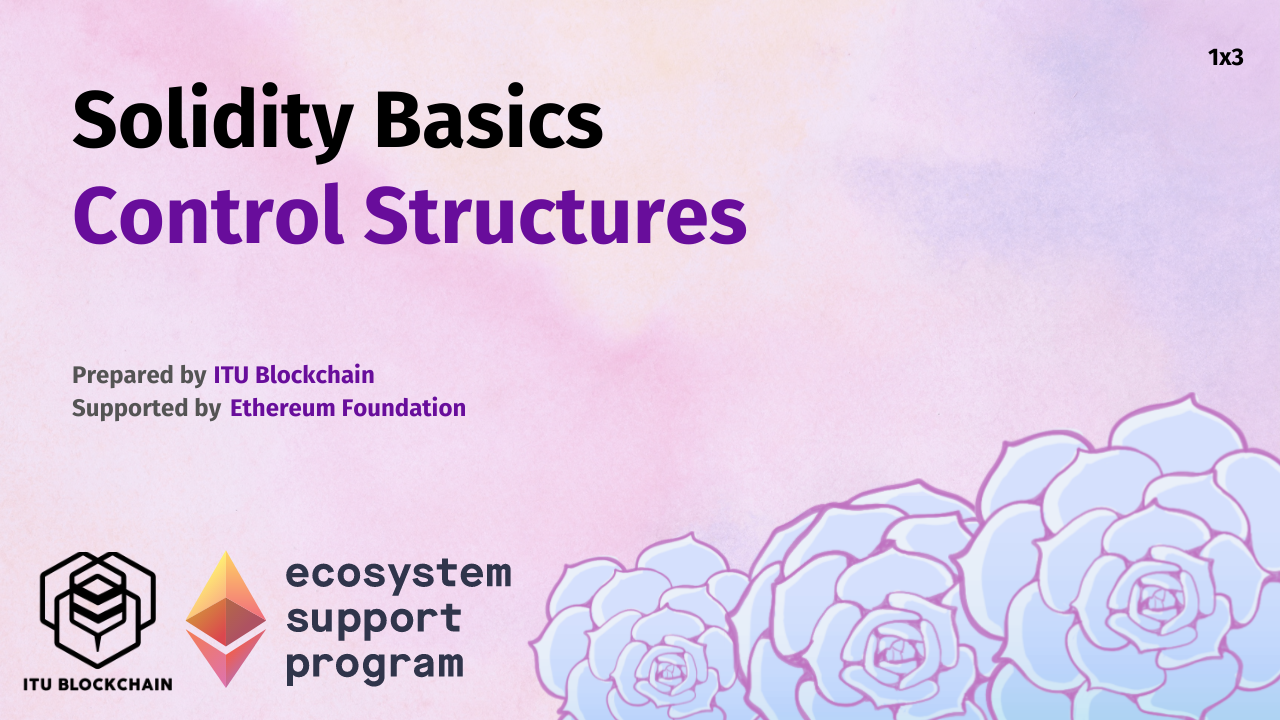 1x3
Solidity Basics
Control Structures
Prepared by ITU Blockchain
Supported by Ethereum Foundation
ITU BLOCKCHAIN
ecosystem
support
program